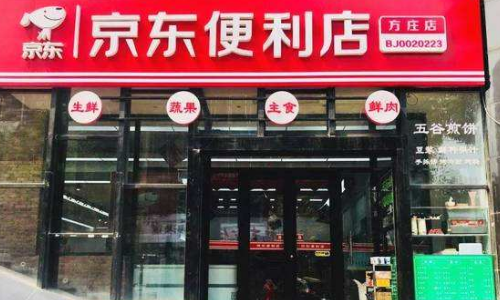 京东
京东便利店
方庄店
BJ0020223
生鲜
蔬果
主食
鲜肉
五谷煎饼